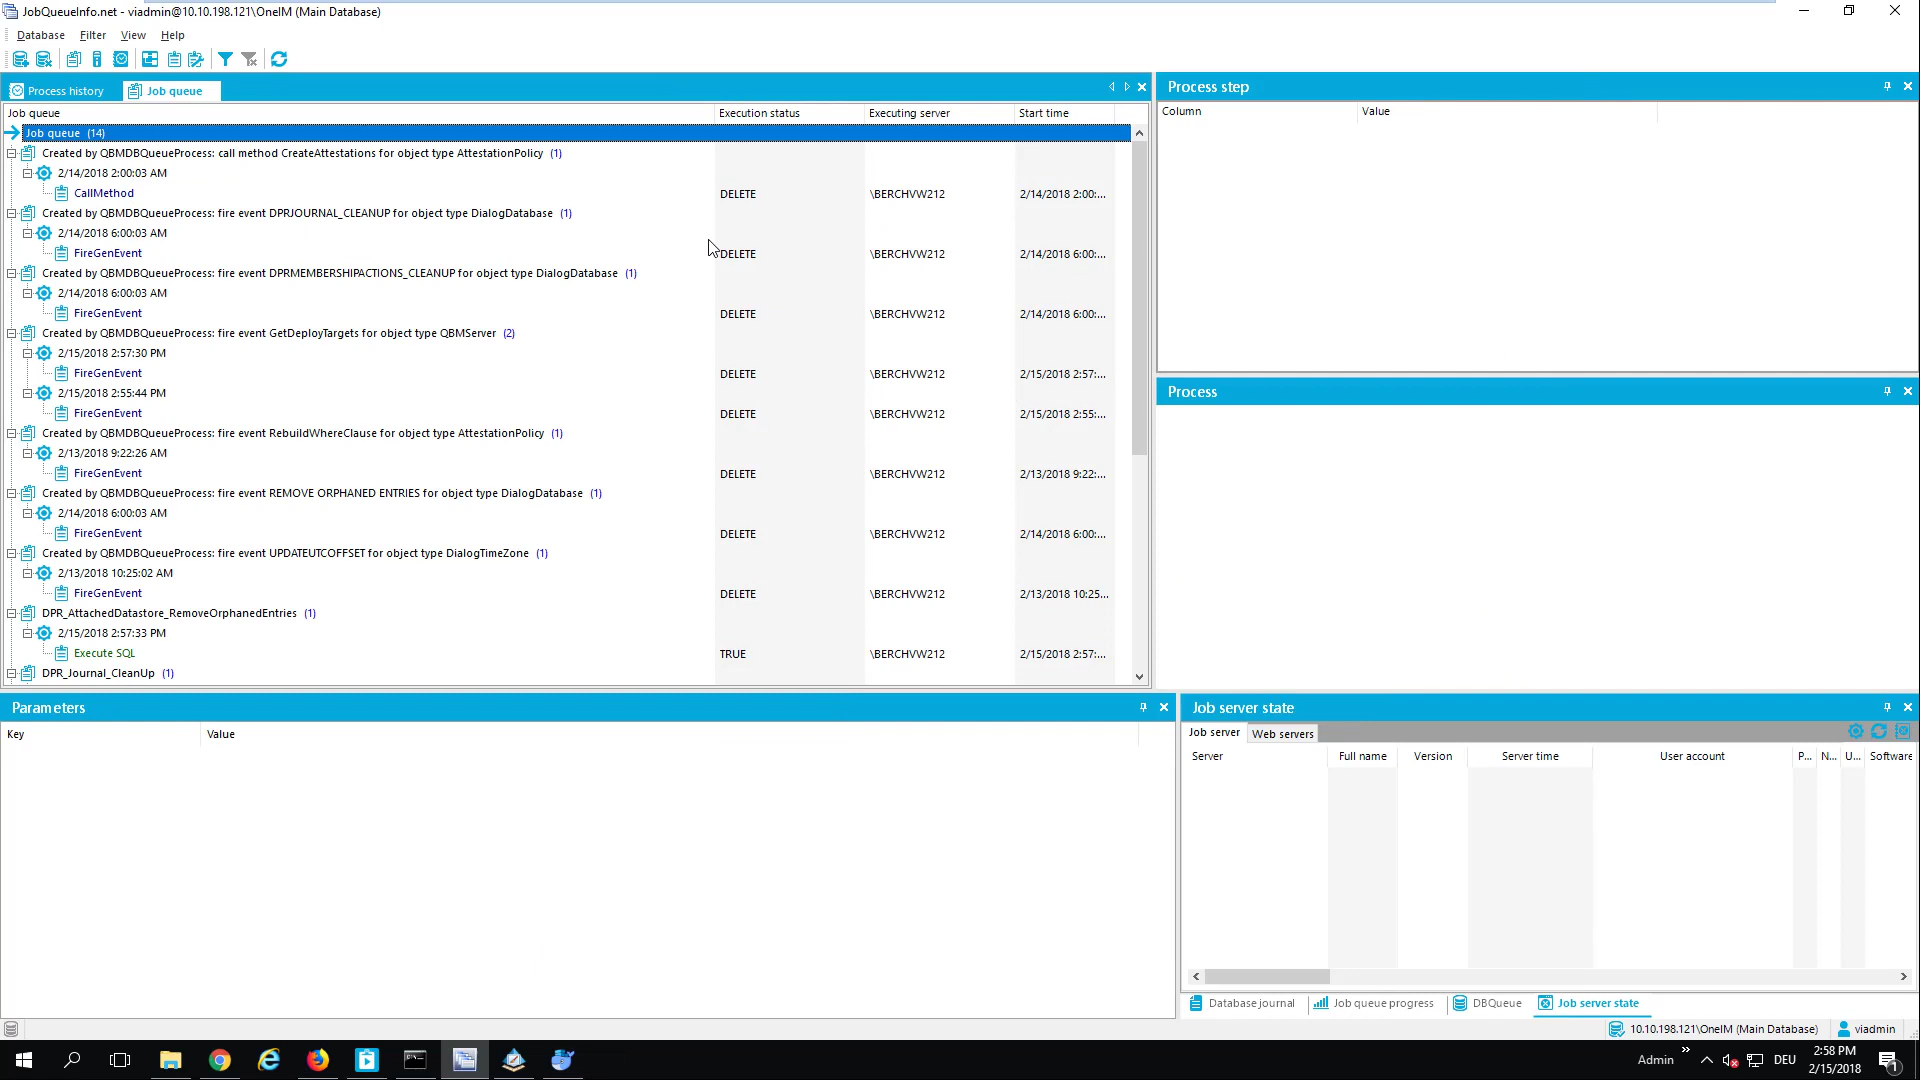 JobQueueInfo.net - viadmin@10.10.198.121\OneIM (Main Database)
Database Filter View Help
Process history Job queue
Job queue Execution status Executing server Start time
Job queue (14)
Created by QBMDBQueueProcess: call method CreateAttestations for object type AttestationPolicy (1)
2/14/2018 2:00:03 AM
CallMethod DELETE \BERCHVW212 2/14/2018 2:00:...
Created by QBMDBQueueProcess: fire event DPRJOURNAL_CLEANUP for object type DialogDatabase (1)
2/14/2018 6:00:03 AM
FireGenEvent DELETE \BERCHVW212 2/14/2018 6:00:...
Created by QBMDBQueueProcess: fire event DPRMEMBERSHIPACTIONS_CLEANUP for object type DialogDatabase (1)
2/14/2018 6:00:03 AM
FireGenEvent DELETE \BERCHVW212 2/14/2018 6:00:...
Created by QBMDBQueueProcess: fire event GetDeployTargets for object type QBMServer (2)
2/15/2018 2:57:30 PM
FireGenEvent DELETE \BERCHVW212 2/15/2018 2:57:...
2/15/2018 2:55:44 PM
FireGenEvent DELETE \BERCHVW212 2/15/2018 2:55:...
Created by QBMDBQueueProcess: fire event RebuildWhereClause for object type AttestationPolicy (1)
2/13/2018 9:22:26 AM
FireGenEvent DELETE \BERCHVW212 2/13/2018 9:22:...
Created by QBMDBQueueProcess: fire event REMOVE ORPHANED ENTRIES for object type DialogDatabase (1)
2/14/2018 6:00:03 AM
FireGenEvent DELETE \BERCHVW212 2/14/2018 6:00:...
Created by QBMDBQueueProcess: fire event UPDATEUTCOFFSET for object type DialogTimeZone (1)
2/13/2018 10:25:02 AM
FireGenEvent DELETE \BERCHVW212 2/13/2018 10:25...
DPR_AttachedDatastore_RemoveOrphanedEntries (1)
2/15/2018 2:57:33 PM
Execute SQL TRUE \BERCHVW212 2/15/2018 2:57:...
DPR_Journal_CleanUp (1)
Process step
Column Value
Process
Parameters
Key Value
Job server state
Job server Web servers
Server Full name Version Server time User account P... N... U... Software
Database journal Job queue progress DBQueue Job server state
10.10.198.121\OneIM (Main Database) viadmin
Admin » DEU 2:58 PM
2/15/2018 1